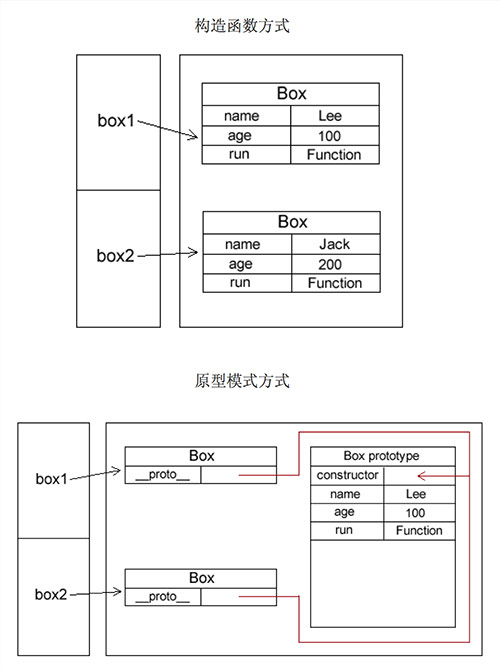 构造函数方式
box1
Box
name Lee
age 100
run Function
box2
Box
name Jack
age 200
run Function
原型模式方式
box1
Box
__proto__
Box prototype
constructor
name Lee
age 100
run Function
box2
Box
__proto__